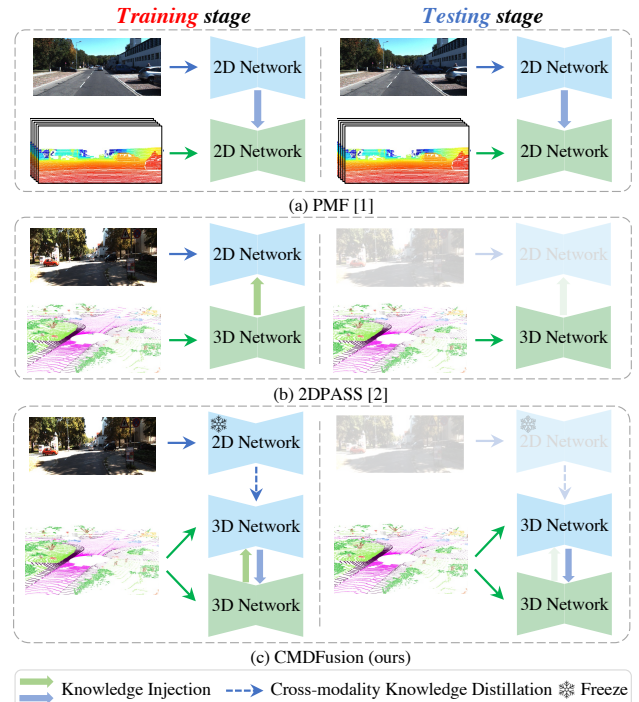 Training stage
Testing stage
2D Network
2D Network
2D Network
2D Network
(a) PMF [1]
2D Network
2D Network
3D Network
3D Network
(b) 2DPASS [2]
2D Network
2D Network
3D Network
3D Network
3D Network
3D Network
(c) CMDFusion (ours)
Knowledge Injection
Cross-modality Knowledge Distillation
Freeze